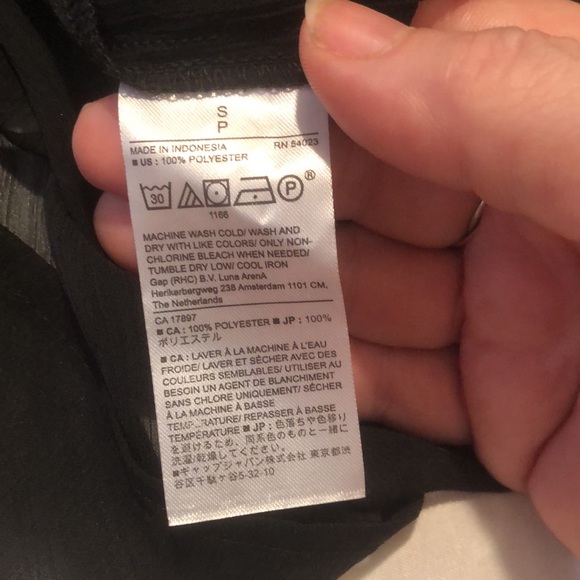 S
P
MADE IN INDONESIA RN 54023
■ US : 100% POLYESTER
30 P ®
1166
MACHINE WASH COLD/ WASH AND
DRY WITH LIKE COLORS/ ONLY NON-
CHLORINE BLEACH WHEN NEEDED/
TUMBLE DRY LOW/ COOL IRON
Gap (RHC) B.V. Luna ArenA
Herikerbergweg 238 Amsterdam 1101 CM,
The Netherlands
CA 17897
■ CA : 100% POLYESTER ■ JP : 100%
ポリエステル
■ CA : LAVER À LA MACHINE À L'EAU
FROIDE/ LAVER ET SÉCHER AVEC DES
COULEURS SEMBLABLES/ UTILISER AU
BESOIN UN AGENT DE BLANCHIMENT
SANS CHLORE UNIQUEMENT/ SÉCHER
À LA MACHINE À BASSE
TEMPÉRATURE/ REPASSER À BASSE
TEMPÉRATURE ■ JP : 色落ちや色移り
を避けるため、同系色のものと一緒に
洗濯/乾燥してください。
■ギャップジャパン株式会社 東京都渋
谷区千駄ヶ谷5-32-10